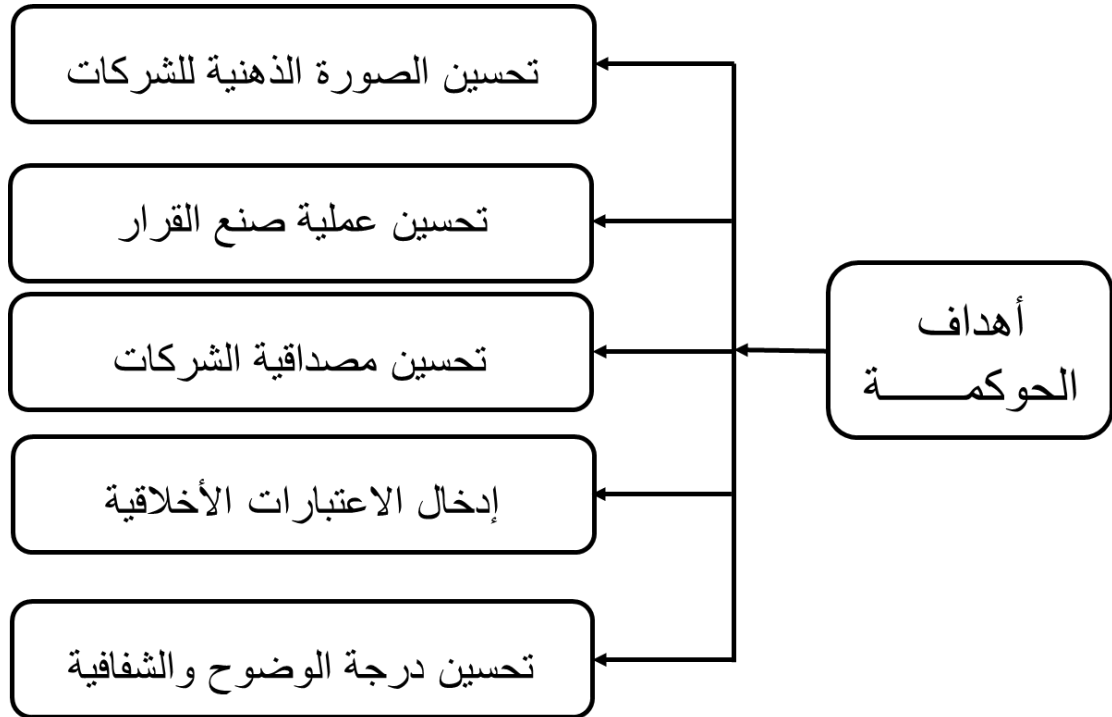 أهداف
الحوكمـــــــة
تحسين الصورة الذهنية للشركات
تحسين عملية صنع القرار
تحسين مصداقية الشركات
إدخال الاعتبارات الأخلاقية
تحسين درجة الوضوح والشفافية